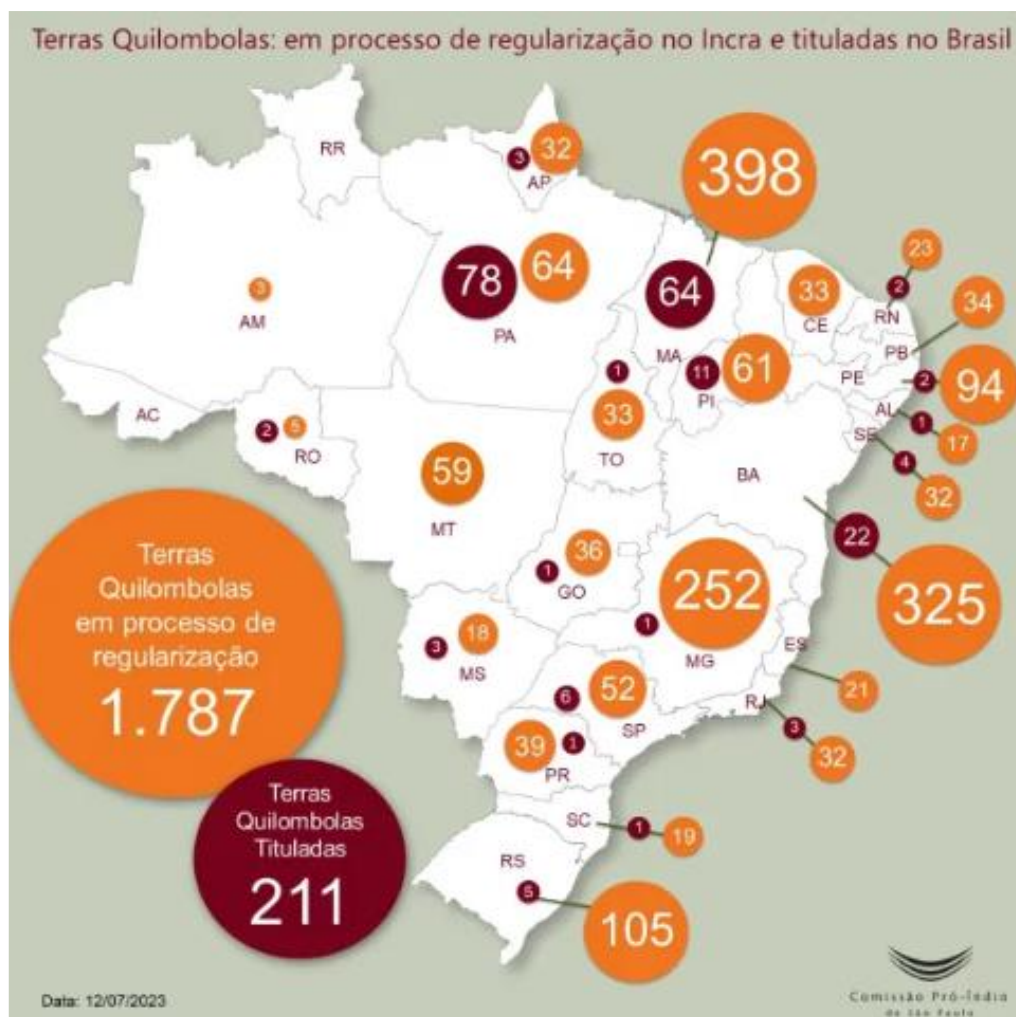 Terras Quilombolas: em processo de regularização no Incra e tituladas no Brasil
RR
3
32
AP
398
78
64
PA
64
MA
33
CE
23
2
RN
34
PB
3
AM
1
33
TO
11
61
PI
PE
2
94
AL
1
17
SE
4
32
AC
2
5
RO
59
MT
BA
22
325
1
36
GO
252
1
MG
ES
21
3
18
MS
6
52
SP
RJ
3
32
39
PR
SC
1
19
RS
5
105
Terras
Quilombolas
em processo de
regularização
1.787
Terras
Quilombolas
Tituladas
211
Data: 12/07/2023
Comissão Pró-Índio
de São Paulo